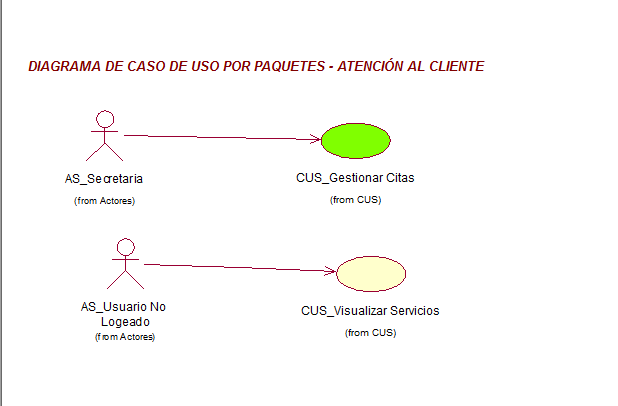 DIAGRAMA DE CASO DE USO POR PAQUETES - ATENCIÓN AL CLIENTE
AS_Secretaria
(from Actores)
CUS_Gestionar Citas
(from CUS)
AS_Usuario No
Logeado
(from Actores)
CUS_Visualizar Servicios
(from CUS)